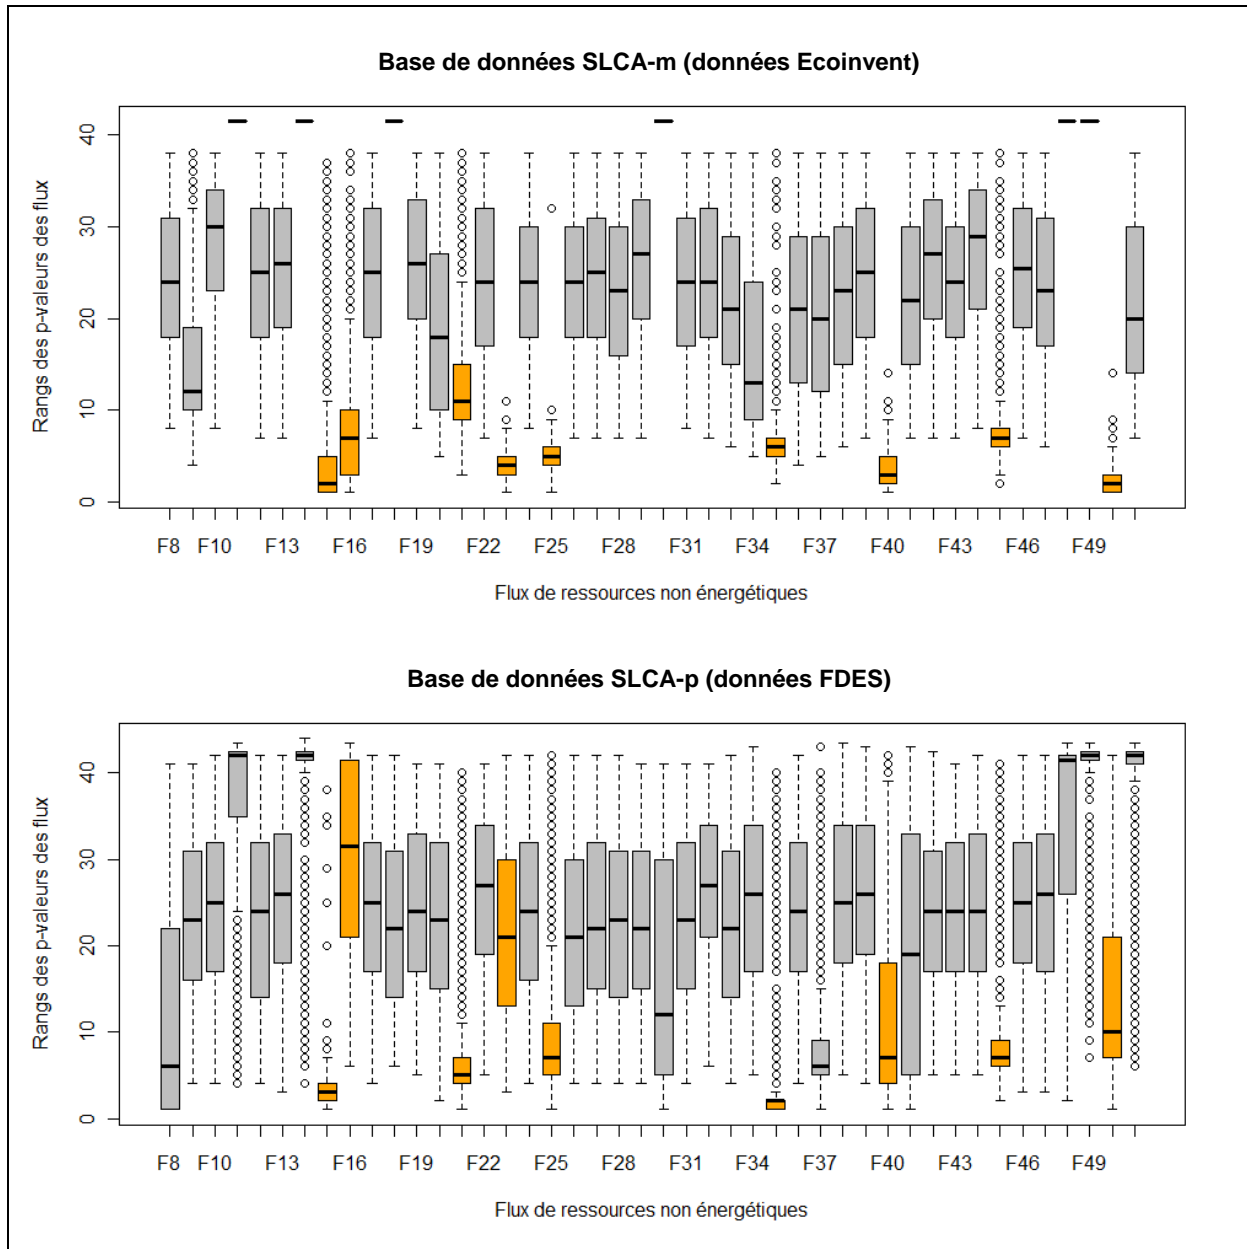 Base de données SLCA-m (données Ecoinvent)
Rangs des p-valeurs des flux
40
30
20
10
0
F8 F10 F13 F16 F19 F22 F25 F28 F31 F34 F37 F40 F43 F46 F49
Flux de ressources non énergétiques
Base de données SLCA-p (données FDES)
Rangs des p-valeurs des flux
40
30
20
10
0
F8 F10 F13 F16 F19 F22 F25 F28 F31 F34 F37 F40 F43 F46 F49
Flux de ressources non énergétiques